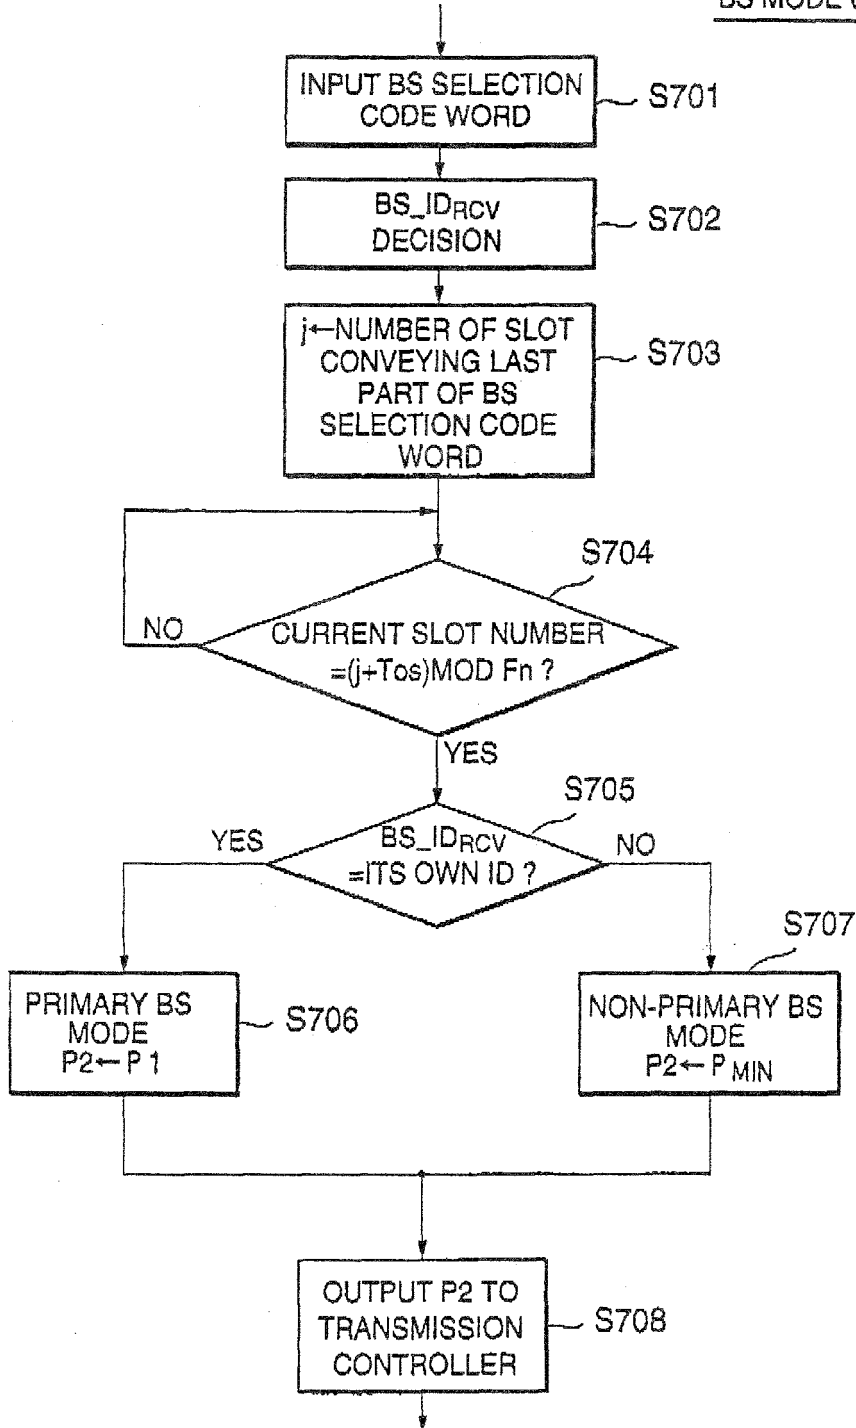 BS MODE
INPUT BS SELECTION
CODE WORD
S701
BS_IDRCV
DECISION
S702
j←NUMBER OF SLOT
CONVEYING LAST
PART OF BS
SELECTION CODE
WORD
S703
S704
NO
CURRENT SLOT NUMBER
=(j+Tos)MOD Fn ?
YES
S705
YES
BS_IDRCV
=ITS OWN ID ?
NO
S707
PRIMARY BS
MODE
P2←P1
S706
NON-PRIMARY BS
MODE
P2←PMIN
OUTPUT P2 TO
TRANSMISSION
CONTROLLER
S708